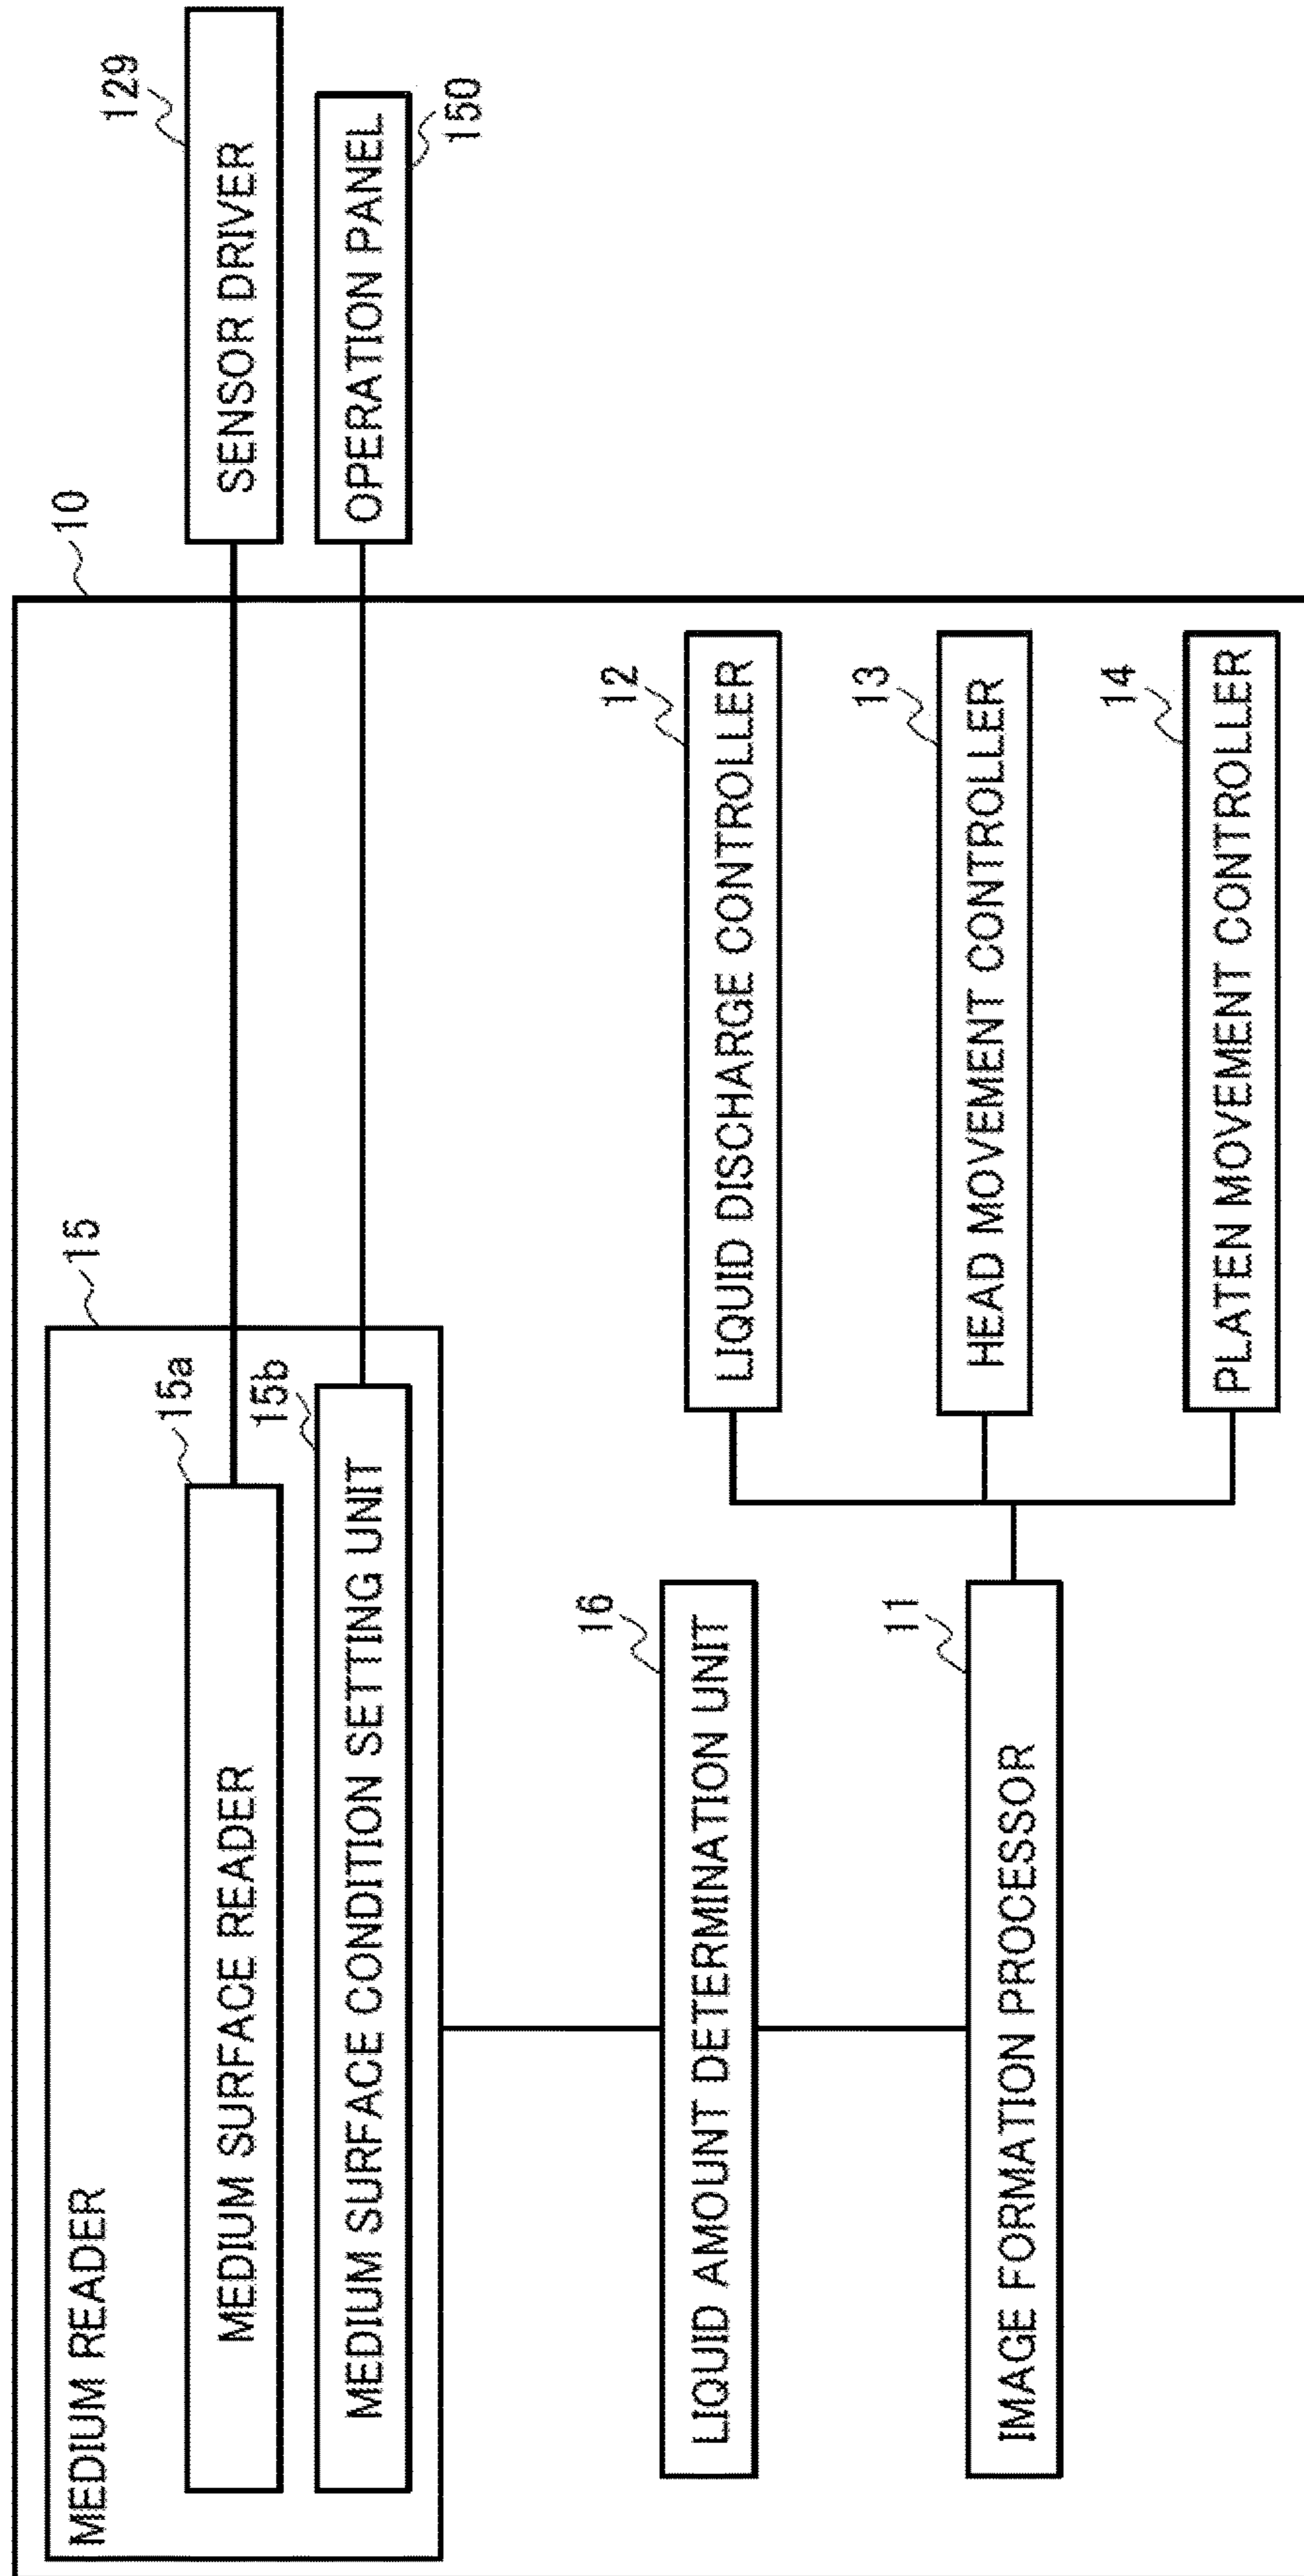 10
MEDIUM READER
15
MEDIUM SURFACE READER
15a
SENSOR DRIVER
129
MEDIUM SURFACE CONDITION SETTING UNIT
15b
OPERATION PANEL
150
LIQUID AMOUNT DETERMINATION UNIT
16
LIQUID DISCHARGE CONTROLLER
12
IMAGE FORMATION PROCESSOR
11
HEAD MOVEMENT CONTROLLER
13
PLATEN MOVEMENT CONTROLLER
14